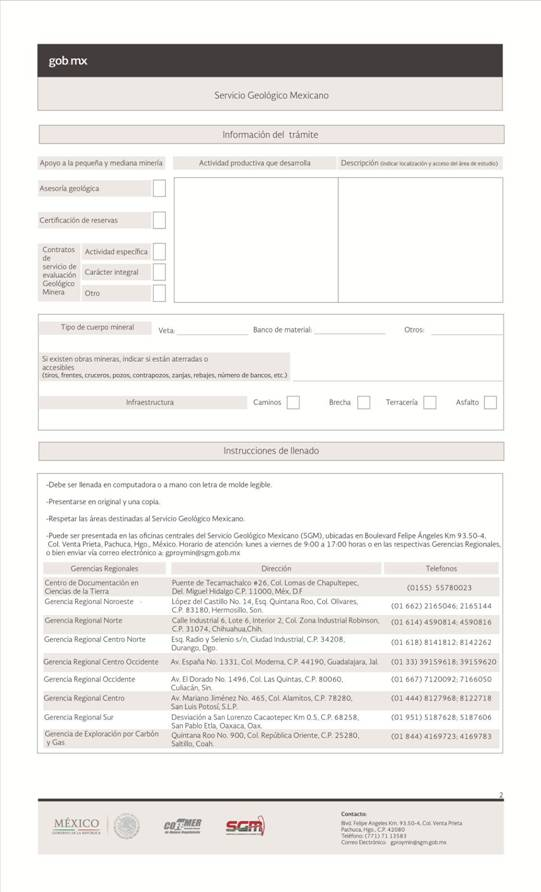 gob mx
Servicio Geológico Mexicano
Información del trámite
Apoyo a la pequeña y mediana minería
Actividad productiva que desarrolla
Descripción (indicar localización y acceso del área de estudio)
Asesoría geológica
Certificación de reservas
Contratos
de
servicio de
evaluación
Geológico
Minera
Actividad específica
Carácter integral
Otro
Tipo de cuerpo mineral
Veta:
Banco de material:
Otros:
Si existen obras mineras, indicar si están aterradas o
accesibles
(tiros, frentes, cruceros, pozos, contrapozos, zanjas, rebajes, número de bancos, etc.)
Infraestructura
Caminos
Brecha
Terracería
Asfalto
Instrucciones de llenado
-Debe ser llenada en computadora o a mano con letra de molde legible.
-Presentarse en original y una copia.
-Respetar las áreas destinadas al Servicio Geológico Mexicano.
-Puede ser presentada en las oficinas centrales del Servicio Geológico Mexicano (SGM), ubicadas en Boulevard Felipe Ángeles Km 93.50-4,
Col. Venta Prieta, Pachuca, Hgo., México. Horario de atención: lunes a viernes de 9:00 a 17:00 horas o en las respectivas Gerencias Regionales,
o bien enviar vía correo electrónico a: gproymin@sgm.gob.mx
Gerencias Regionales
Dirección
Telefonos
Centro de Documentación en
Ciencias de la Tierra
Puente de Tecamachalco #26, Col. Lomas de Chapultepec,
Del. Miguel Hidalgo C.P. 11000, Méx, D.F
(0155) 55780023
Gerencia Regional Noroeste -
López del Castillo No. 14, Esq. Quintana Roo, Col. Olivares,
C.P. 83180, Hermosillo, Son.
(01 662) 2165046; 2165144
Gerencia Regional Norte
Calle Industrial 6, Lote 6, Interior 2, Col. Zona Industrial Robinson,
C.P. 31074, Chihuahua,Chih.
(01 614) 4590814; 4590816
Gerencia Regional Centro Norte
Esq. Radio y Selenio s/n, Ciudad Industrial, C.P. 34208,
Durango, Dgo.
(01 618) 8141812; 8142262
Gerencia Regional Centro Occidente
Av. España No. 1331, Col. Moderna, C.P. 44190, Guadalajara, Jal.
(01 33) 39159618; 39159620
Gerencia Regional Occidente
Av. El Dorado No. 1496, Col. Las Quintas, C.P. 80060,
Culiacán, Sin.
(01 667) 7120092; 7166050
Gerencia Regional Centro
Av. Mariano Jiménez No. 465, Col. Alamitos, C.P. 78280,
San Luis Potosí, S.L.P.
(01 444) 8127968; 8122718
Gerencia Regional Sur
Desviación a San Lorenzo Cacaotepec Km 0.5, C.P. 68258,
San Pablo Etla, Oaxaca, Oax.
(01 951) 5187628; 5187606
Gerencia de Exploración por Carbón
y Gas
Quintana Roo No. 900, Col. República Oriente, C.P. 25280,
Saltillo, Coah.
(01 844) 4169723; 4169783
2
MÉXICO
GOBIERNO DE LA REPÚBLICA
SGM
Contacto:
Blvd. Felipe Angeles Km. 93.50-4, Col. Venta Prieta
Pachuca, Hgo., C.P. 42080
Teléfono: (771) 71 13583
Correo Electrónico: gproymin@sgm.gob.mx